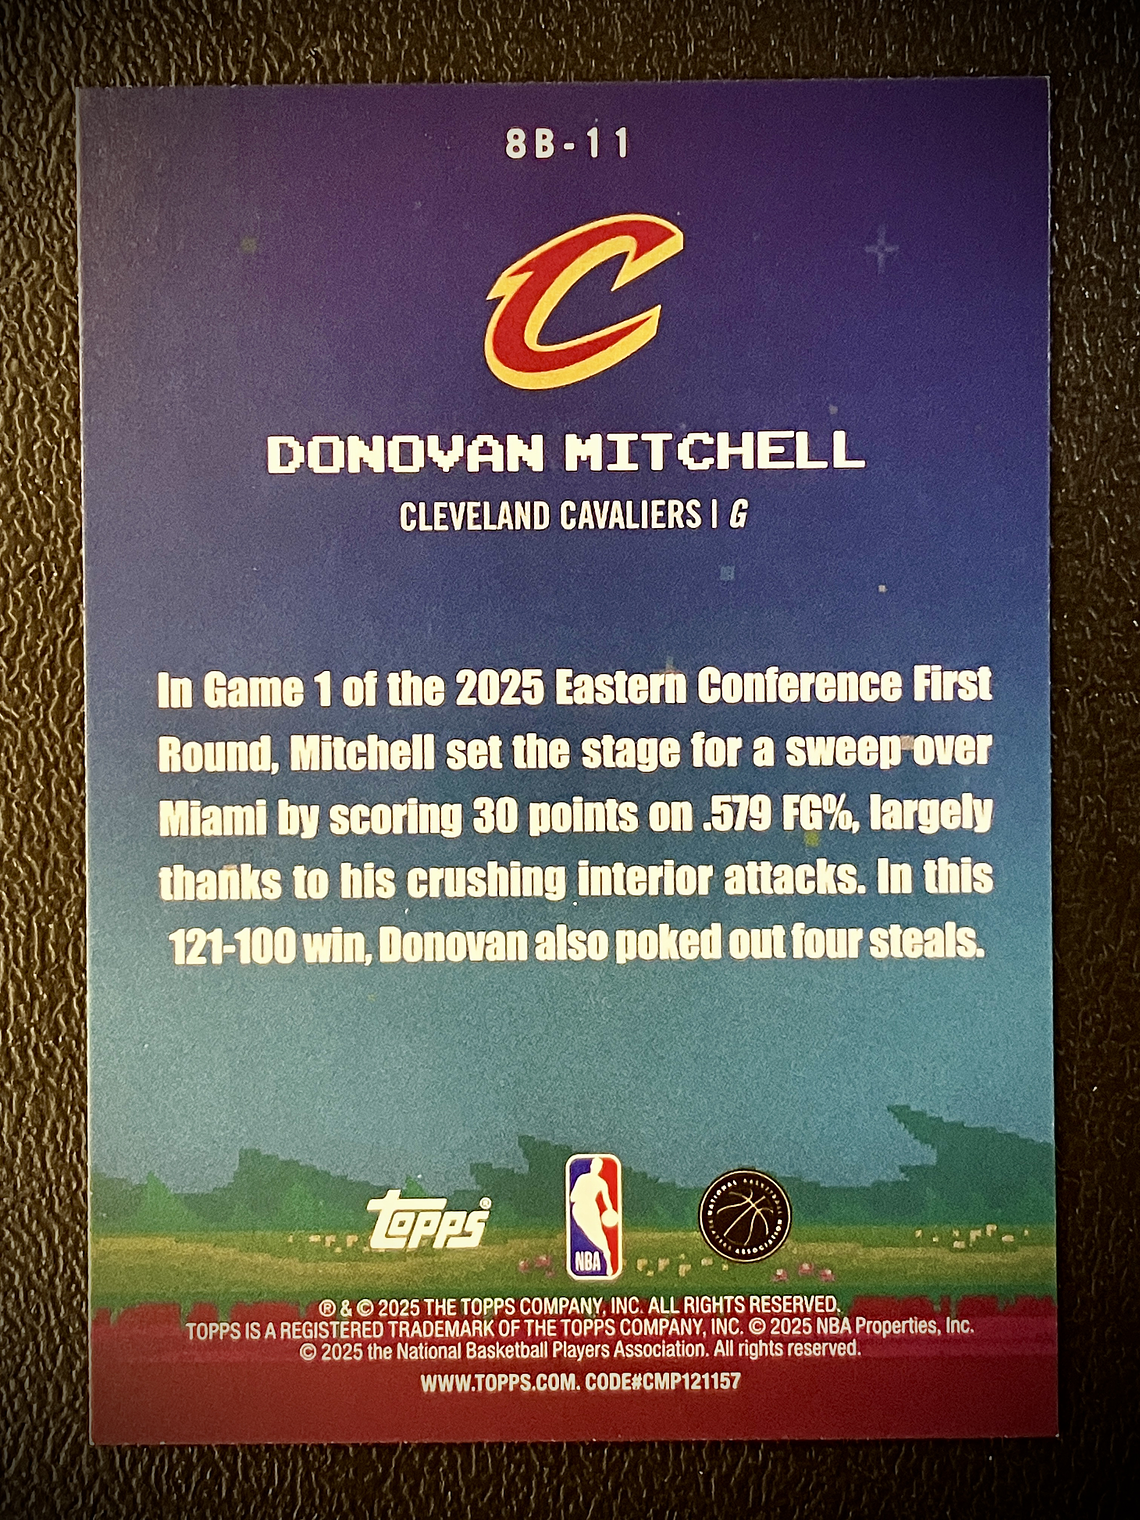 8B-11
DONOVAN MITCHELL
CLEVELAND CAVALIERS | G
In Game 1 of the 2025 Eastern Conference First
Round, Mitchell set the stage for a sweep over
Miami by scoring 30 points on .579 FG%, largely
thanks to his crushing interior attacks. In this
121-100 win, Donovan also poked out four steals.
topps®
NBA
NATIONAL BASKETBALL PLAYERS ASSOCIATION
® & © 2025 THE TOPPS COMPANY, INC. ALL RIGHTS RESERVED.
TOPPS IS A REGISTERED TRADEMARK OF THE TOPPS COMPANY, INC. © 2025 NBA Properties, Inc.
© 2025 the National Basketball Players Association. All rights reserved.
WWW.TOPPS.COM. CODE#CMP121157